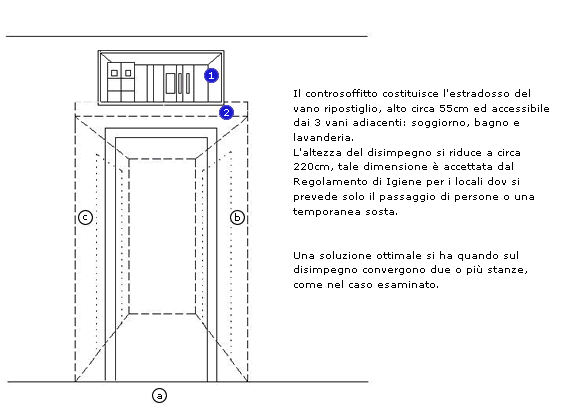 1
2
Il controsoffitto costituisce l'estradosso del
vano ripostiglio, alto circa 55cm ed accessibile
dai 3 vani adiacenti: soggiorno, bagno e
lavanderia.
L'altezza del disimpegno si riduce a circa
220cm, tale dimensione è accettata dal
Regolamento di Igiene per i locali dov si
prevede solo il passaggio di persone o una
temporanea sosta.
c
b
Una soluzione ottimale si ha quando sul
disimpegno convergono due o più stanze,
come nel caso esaminato.
a